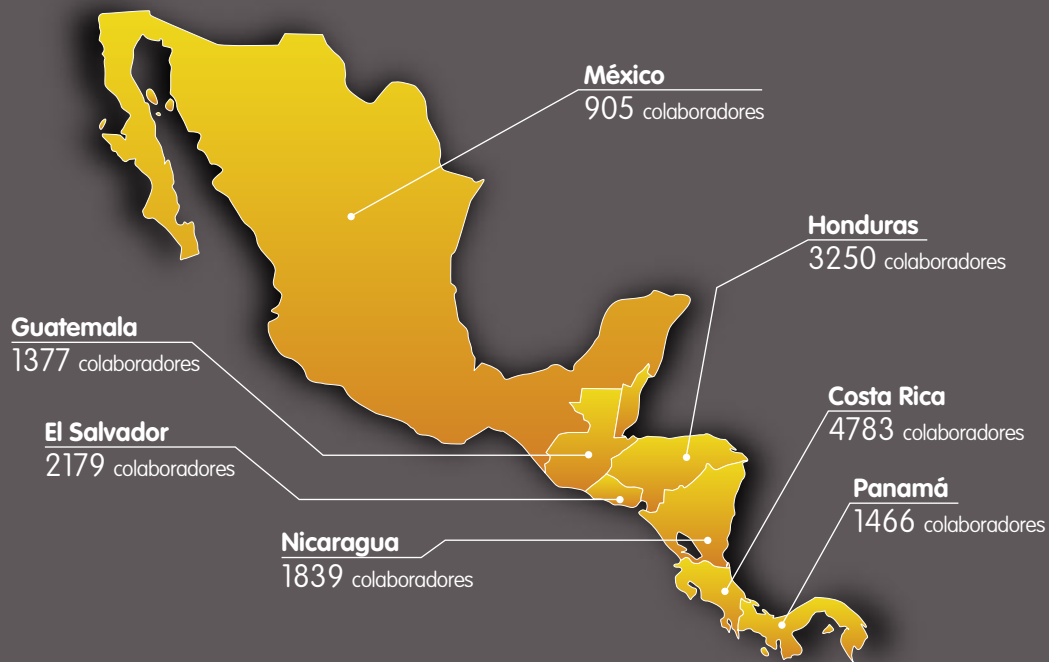 México
905 colaboradores
Honduras
3250 colaboradores
Guatemala
1377 colaboradores
Costa Rica
4783 colaboradores
El Salvador
2179 colaboradores
Panamá
1466 colaboradores
Nicaragua
1839 colaboradores